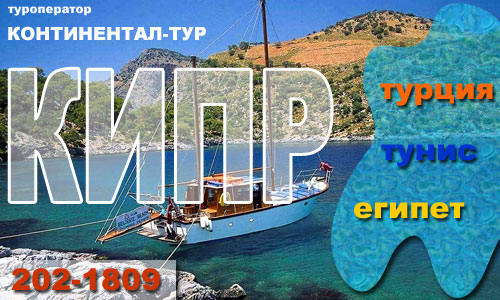 туроператор
КОНТИНЕНТАЛ-ТУР
КИПР
турция
тунис
египет
202-1809